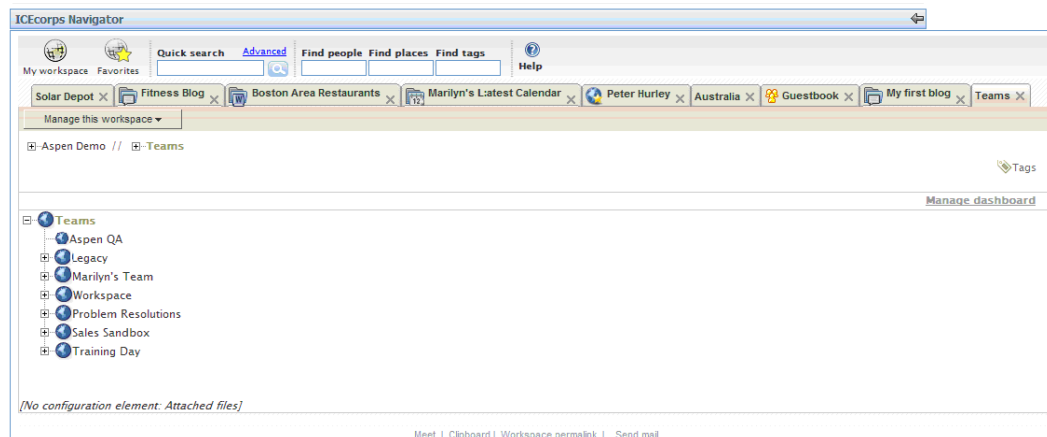 ICEcorps Navigator
Quick search Advanced Find people Find places Find tags
Help
My workspace Favorites
Solar Depot Fitness Blog Boston Area Restaurants Marilyn's L:atest Calendar Peter Hurley Australia Guestbook My first blog Teams
W
12
Manage this workspace
Aspen Demo // Teams
Tags
Manage dashboard
Teams
Aspen QA
Legacy
Marilyn's Team
Workspace
Problem Resolutions
Sales Sandbox
Training Day
[No configuration element: Attached files]
Meet | Clipboard | Workspace permalink | Send mail